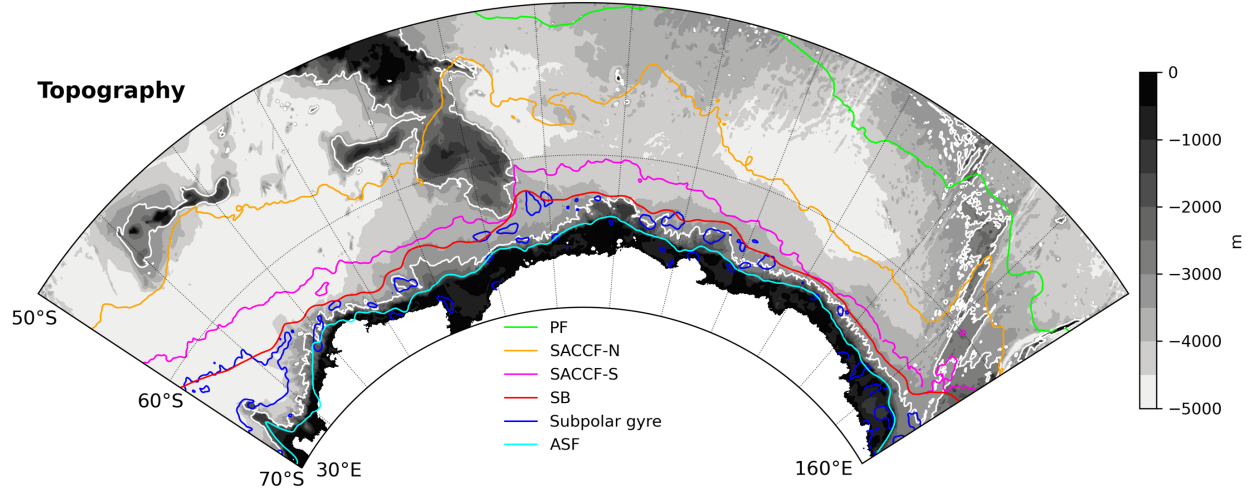 Topography
50°S
60°S
70°S
30°E
160°E
PF
SACCF-N
SACCF-S
SB
Subpolar gyre
ASF
0
−1000
−2000
−3000
−4000
−5000
m